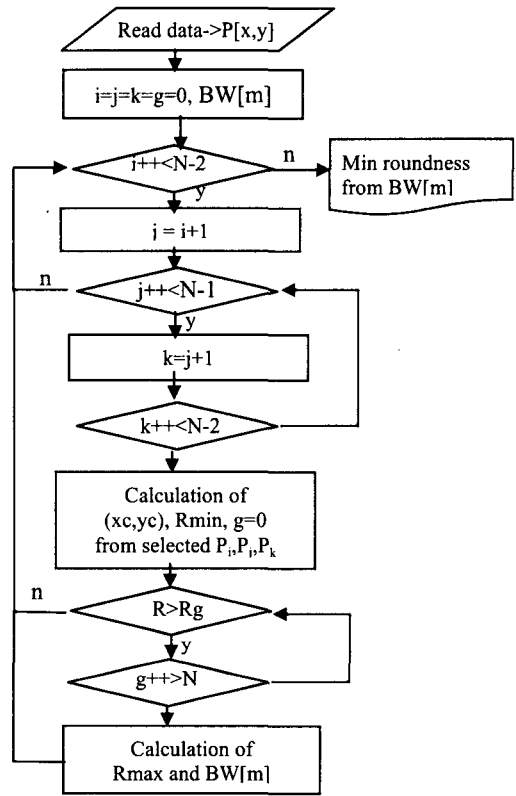 Read data->P[x,y]
i=j=k=g=0, BW[m]
i++<N-2
n
Min roundness
from BW[m]
y
j = i+1
n
j++<N-1
y
k=j+1
k++<N-2
Calculation of
(xc,yc), Rmin, g=0
from selected Pi,Pj,Pk
n
R>Rg
y
g++>N
Calculation of
Rmax and BW[m]